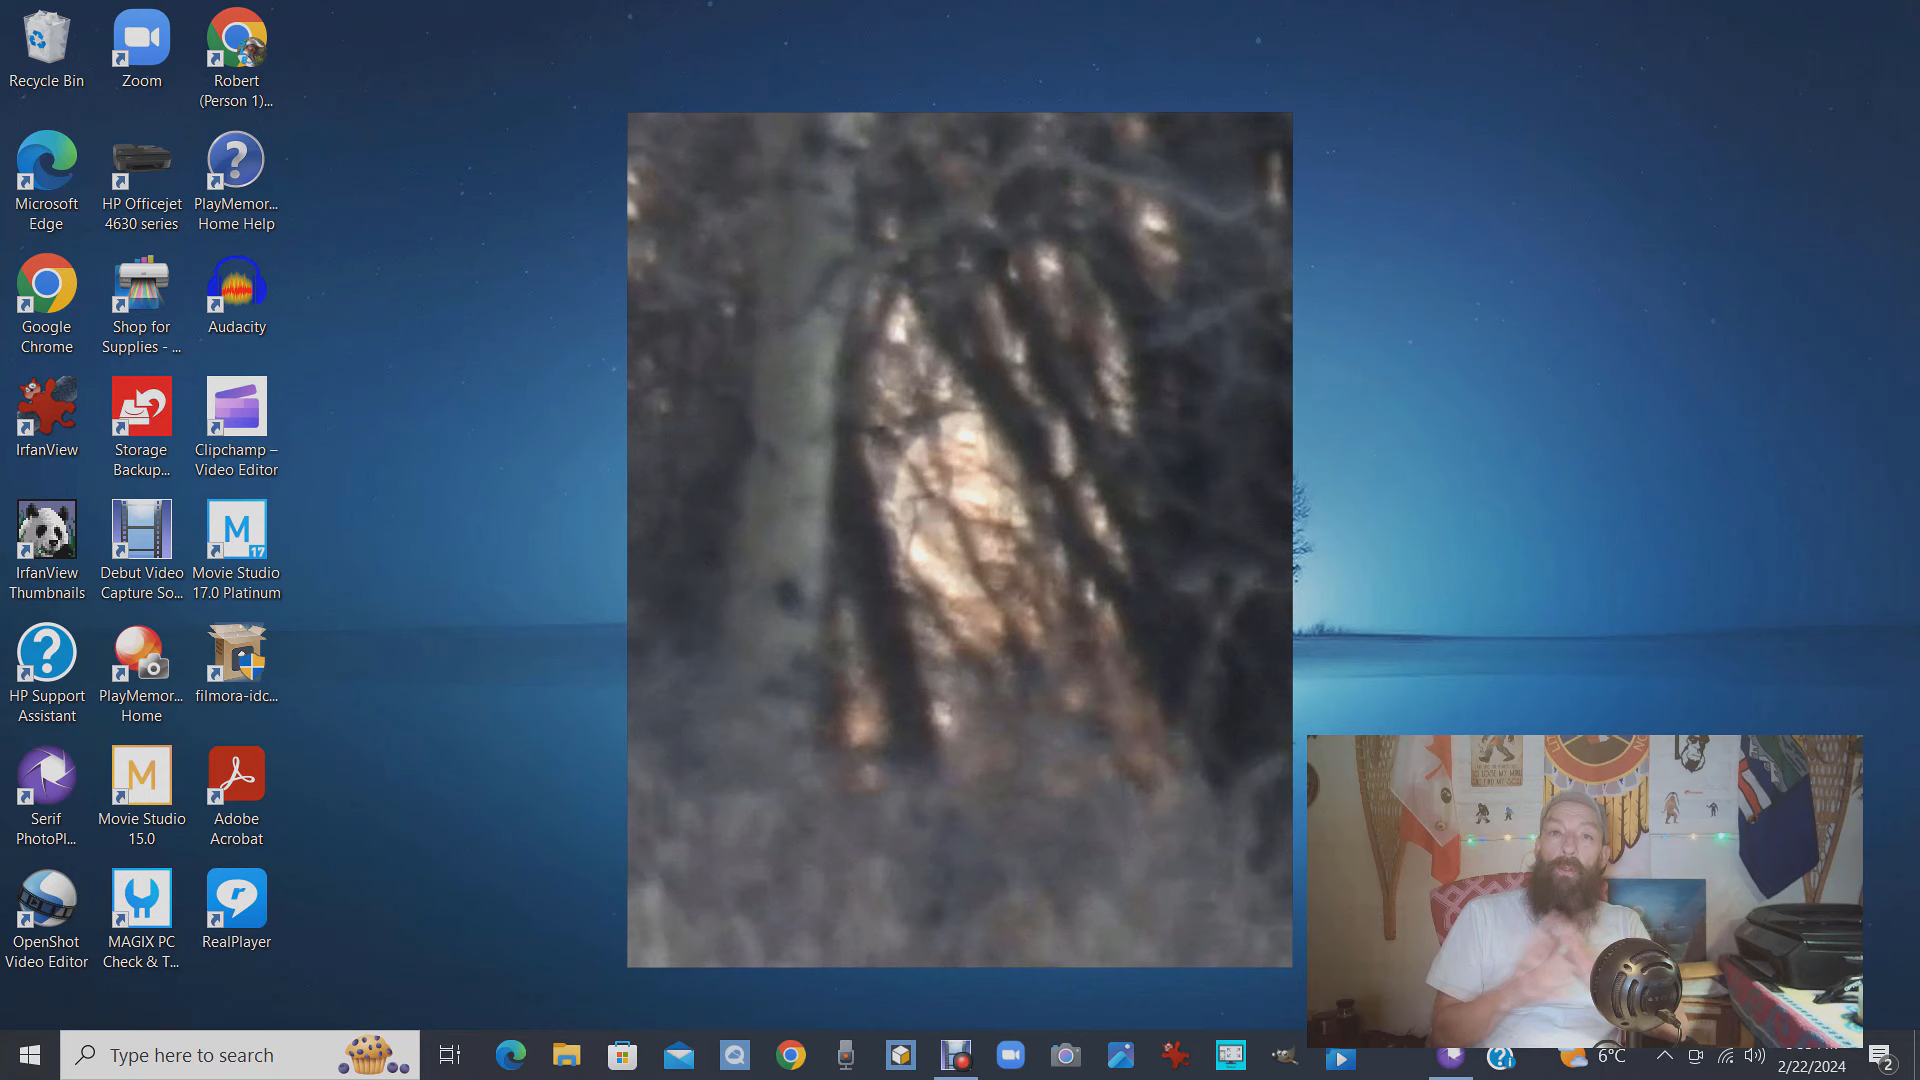 Recycle Bin
Zoom
Robert
(Person 1)...
Microsoft
Edge
HP Officejet
4630 series
PlayMemor...
Home Help
Google
Chrome
Shop for
Supplies - ...
Audacity
IrfanView
Storage
Backup...
Clipchamp –
Video Editor
IrfanView
Thumbnails
Debut Video
Capture So...
M
17
Movie Studio
17.0 Platinum
HP Support
Assistant
PlayMemor...
Home
filmora-idc...
Serif
PhotoPl...
M
Movie Studio
15.0
Adobe
Acrobat
OpenShot
Video Editor
MAGIX PC
Check & T...
RealPlayer
Type here to search
6°C
2/22/2024
2